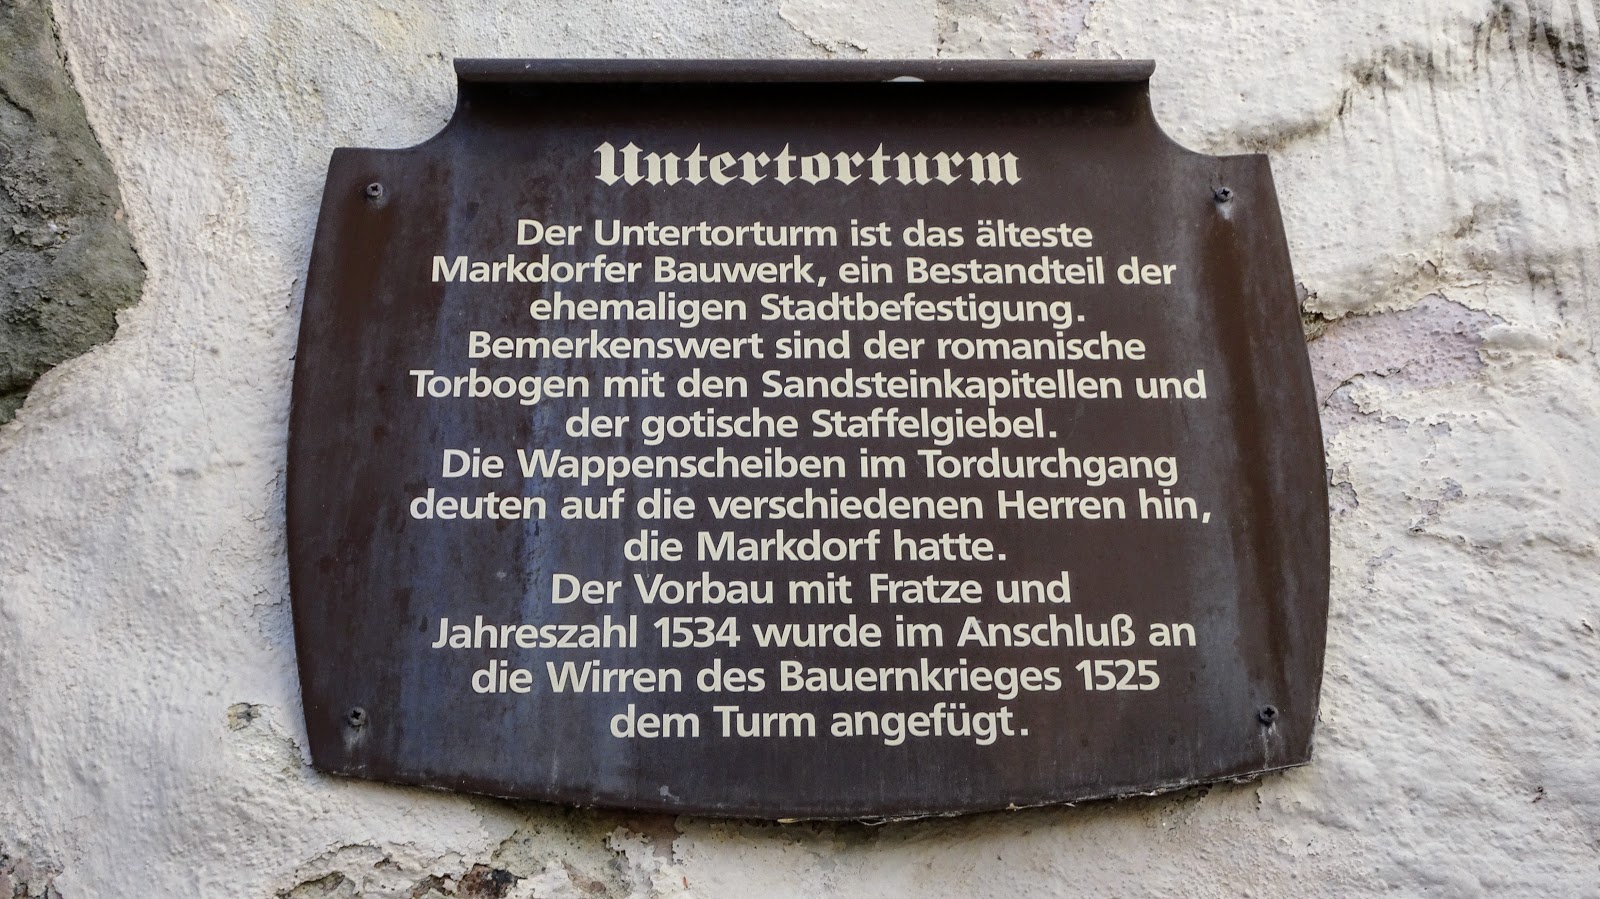 Untertorturm
Der Untertorturm ist das älteste
Markdorfer Bauwerk, ein Bestandteil der
ehemaligen Stadtbefestigung.
Bemerkenswert sind der romanische
Torbogen mit den Sandsteinkapitellen und
der gotische Staffelgiebel.
Die Wappenscheiben im Tordurchgang
deuten auf die verschiedenen Herren hin,
die Markdorf hatte.
Der Vorbau mit Fratze und
Jahreszahl 1534 wurde im Anschluß an
die Wirren des Bauernkrieges 1525
dem Turm angefügt.